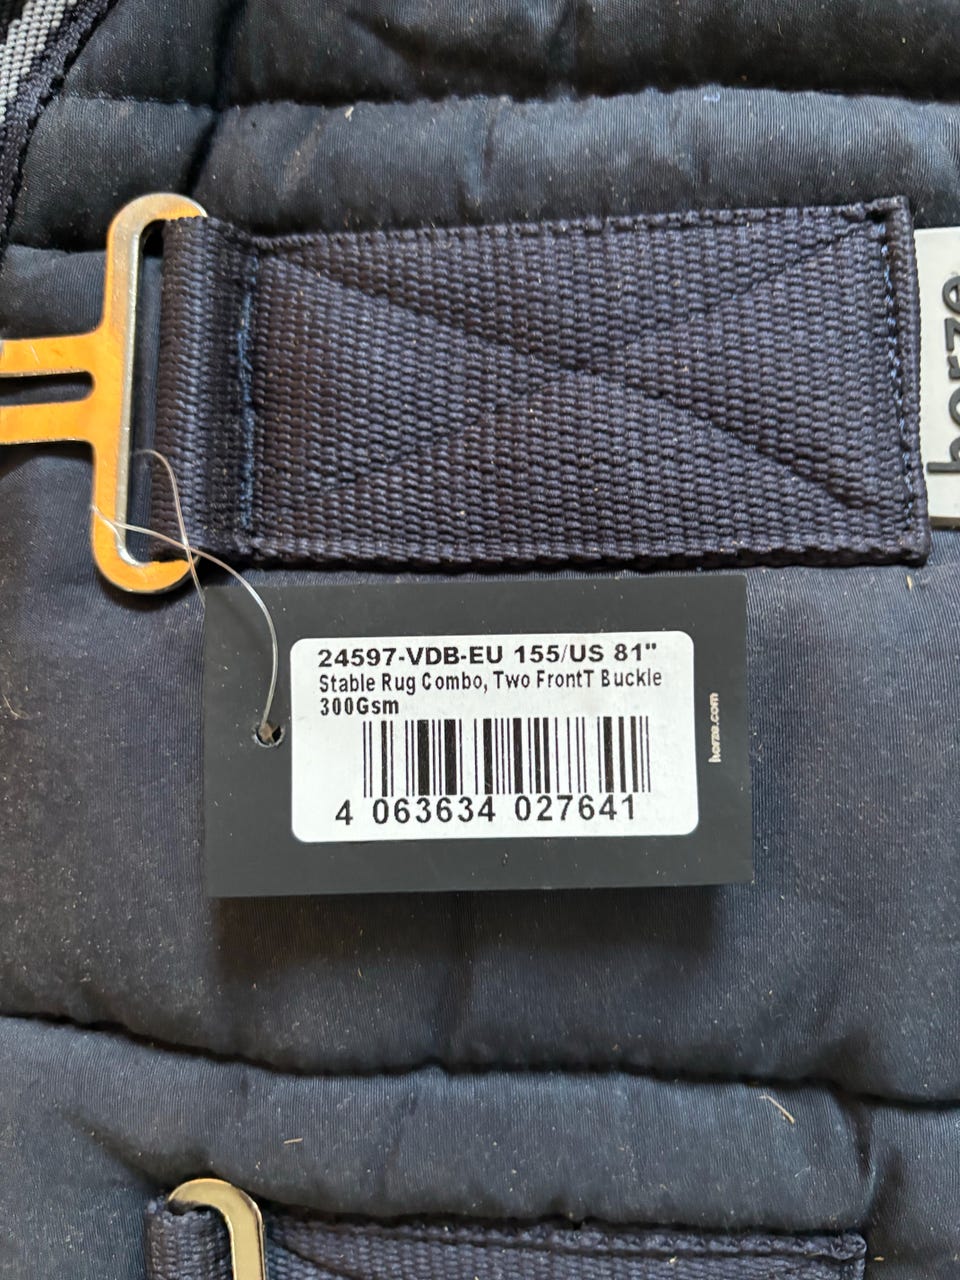 horze
24597-VDB-EU 155/US 81"
Stable Rug Combo, Two FrontT Buckle
300Gsm
4 063634 027641
horze.com